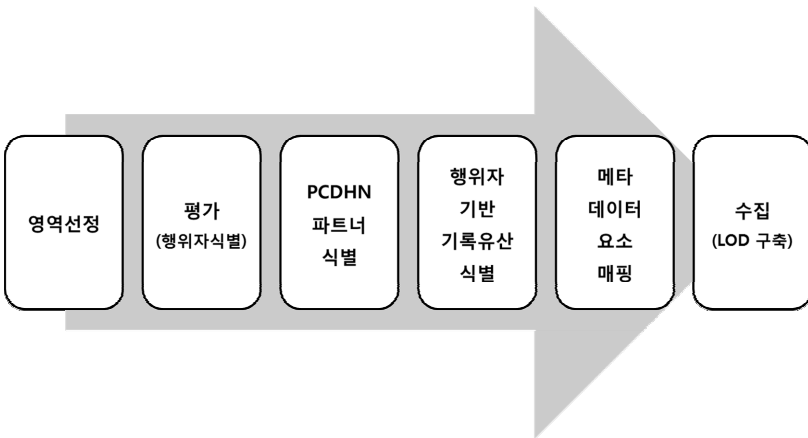 영역선정
평가
(행위자식별)
PCDHN
파트너
식별
행위자
기반
기록유산
식별
메타
데이터
요소
매핑
수집
(LOD 구축)